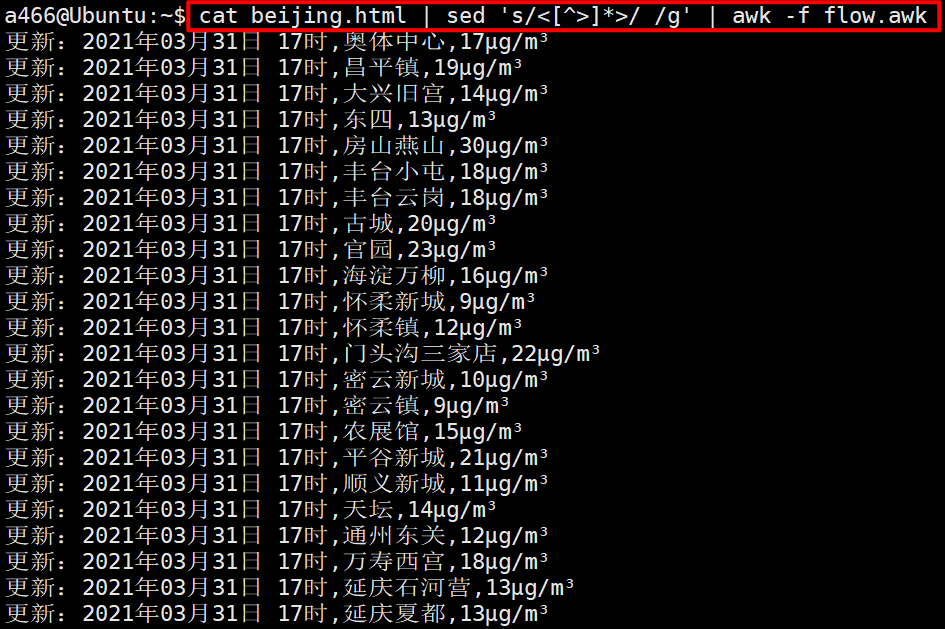 a466@Ubuntu:~$ cat beijing.html | sed 's/<[^>]*>/ /g' | awk -f flow.awk
更新：2021年03月31日 17时,奥体中心,17μg/m³
更新：2021年03月31日 17时,昌平镇,19μg/m³
更新：2021年03月31日 17时,大兴旧宫,14μg/m³
更新：2021年03月31日 17时,东四,13μg/m³
更新：2021年03月31日 17时,房山燕山,30μg/m³
更新：2021年03月31日 17时,丰台小屯,18μg/m³
更新：2021年03月31日 17时,丰台云岗,18μg/m³
更新：2021年03月31日 17时,古城,20μg/m³
更新：2021年03月31日 17时,官园,23μg/m³
更新：2021年03月31日 17时,海淀万柳,16μg/m³
更新：2021年03月31日 17时,怀柔新城,9μg/m³
更新：2021年03月31日 17时,怀柔镇,12μg/m³
更新：2021年03月31日 17时,门头沟三家店,22μg/m³
更新：2021年03月31日 17时,密云新城,10μg/m³
更新：2021年03月31日 17时,密云镇,9μg/m³
更新：2021年03月31日 17时,农展馆,15μg/m³
更新：2021年03月31日 17时,平谷新城,21μg/m³
更新：2021年03月31日 17时,顺义新城,11μg/m³
更新：2021年03月31日 17时,天坛,14μg/m³
更新：2021年03月31日 17时,通州东关,12μg/m³
更新：2021年03月31日 17时,万寿西宫,18μg/m³
更新：2021年03月31日 17时,延庆石河营,13μg/m³
更新：2021年03月31日 17时,延庆夏都,13μg/m³